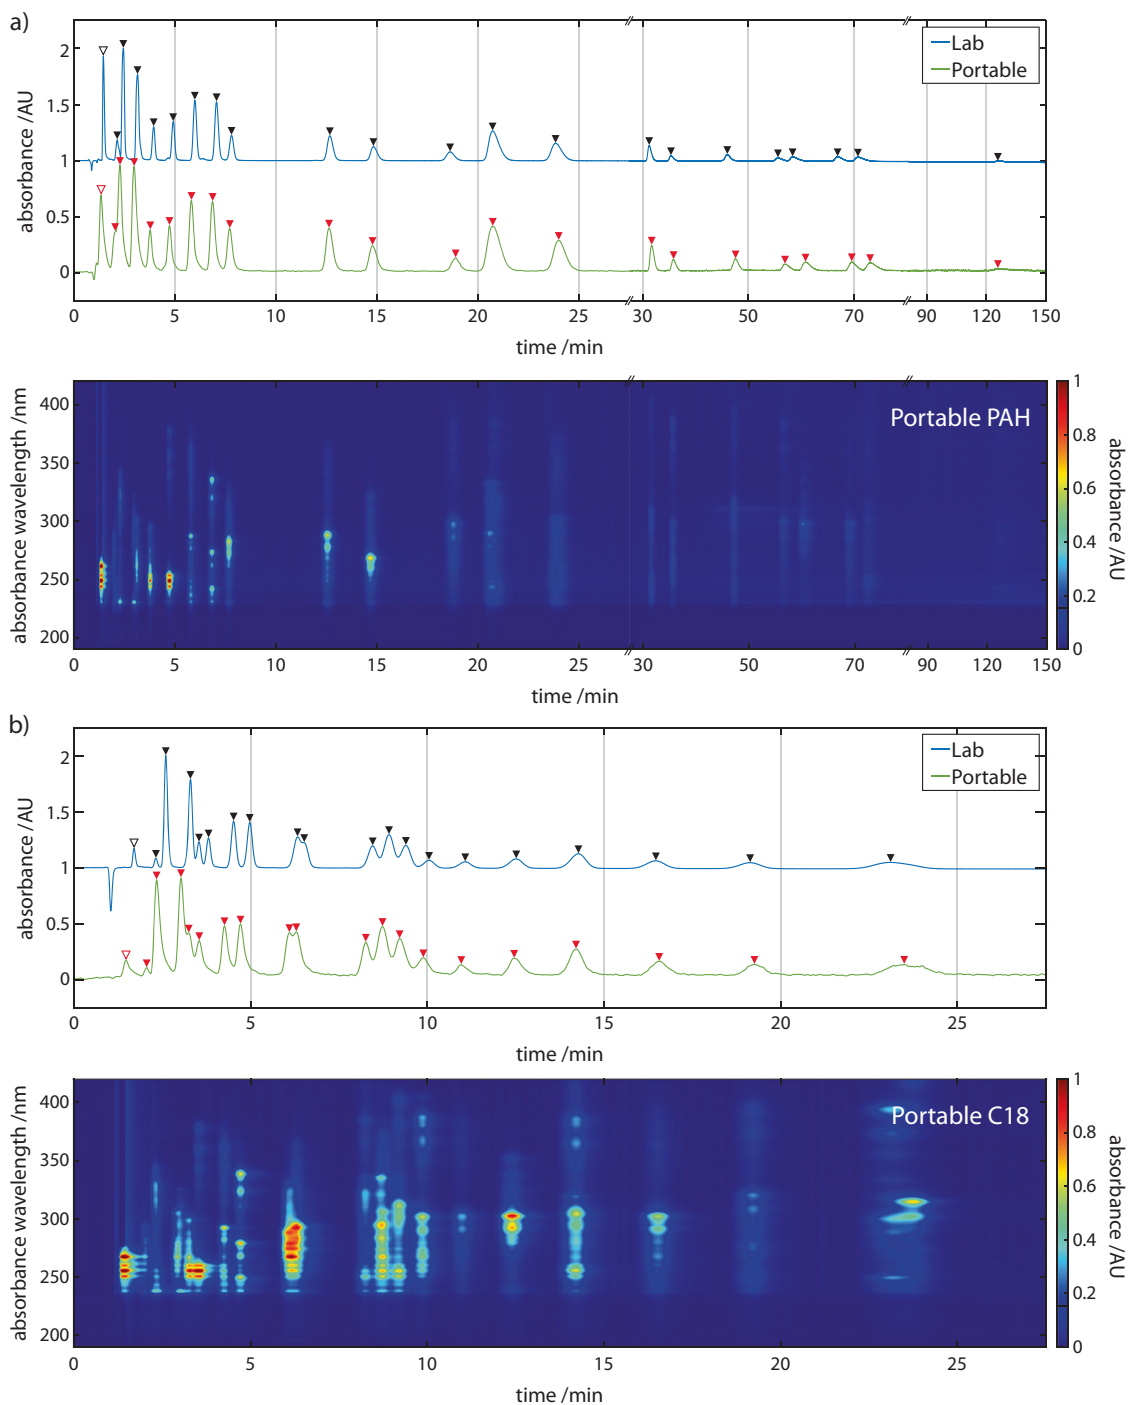 a)
2
1.5
1
0.5
0
absorbance /AU
Lab
Portable
0 5 10 15 20 25 30 50 70 90 120 150
time /min
400
350
300
250
200
absorbance wavelength /nm
Portable PAH
1
0.8
0.6
0.4
0.2
0
absorbance /AU
0 5 10 15 20 25 30 50 70 90 120 150
time /min
b)
2
1.5
1
0.5
0
absorbance /AU
Lab
Portable
0 5 10 15 20 25
time /min
400
350
300
250
200
absorbance wavelength /nm
Portable C18
1
0.8
0.6
0.4
0.2
0
absorbance /AU
0 5 10 15 20 25
time /min